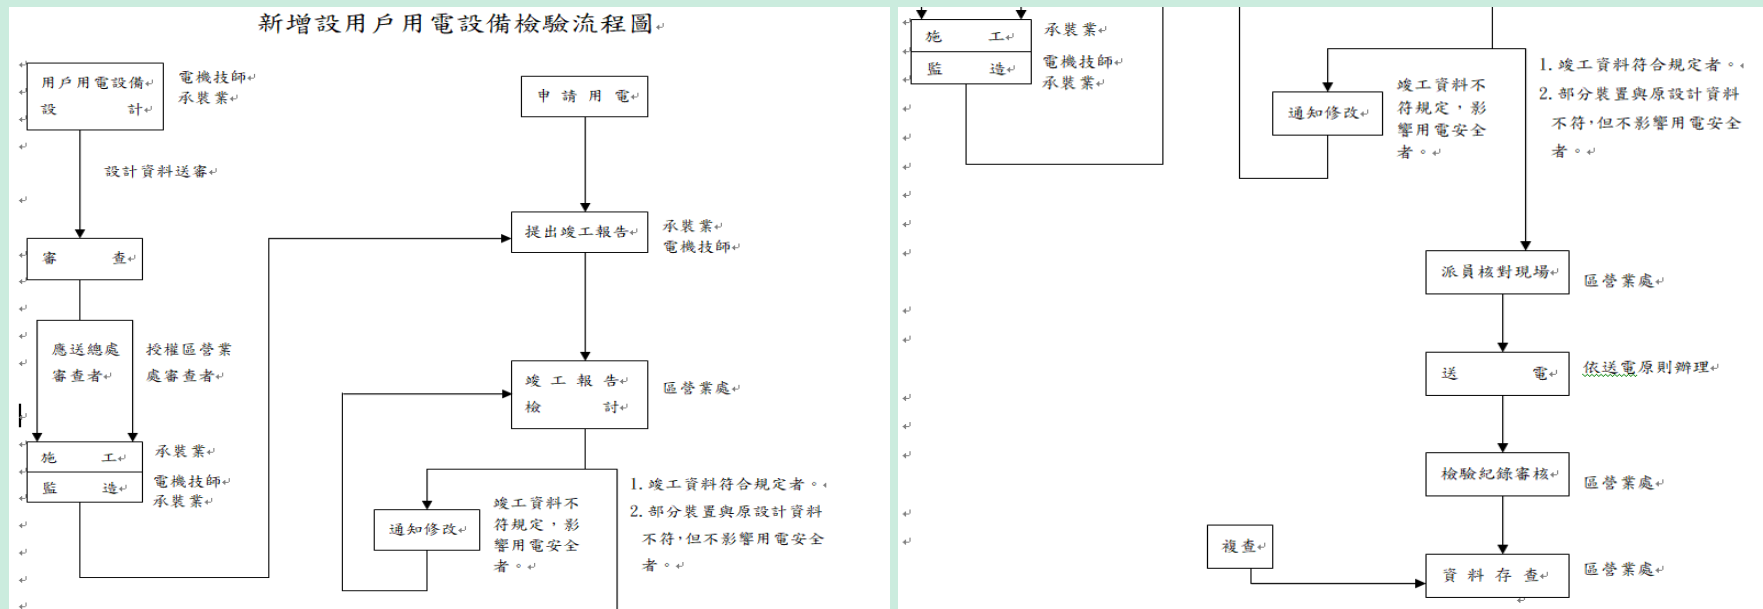 新增設用戶用電設備檢驗流程圖
用戶用電設備
設 計
電機技師
承裝業
申 請 用 電
設計資料送審
提出竣工報告
承裝業
電機技師
審 查
應送總處
審查者
授權區營業
處審查者
竣 工 報 告
檢 討
區營業處
施 工
監 造
承裝業
電機技師
承裝業
通知修改
竣工資料不
符規定，影
響用電安全
者。
1. 竣工資料符合規定者。
2. 部分裝置與原設計資料
不符，但不影響用電安全
者。
施 工
監 造
承裝業
電機技師
承裝業
通知修改
竣工資料不
符規定，影
響用電安全
者。
1. 竣工資料符合規定者。
2. 部分裝置與原設計資料
不符，但不影響用電安全
者。
派員核對現場
區營業處
送 電
依送電原則辦理
檢驗紀錄審核
區營業處
複查
資 料 存 查
區營業處